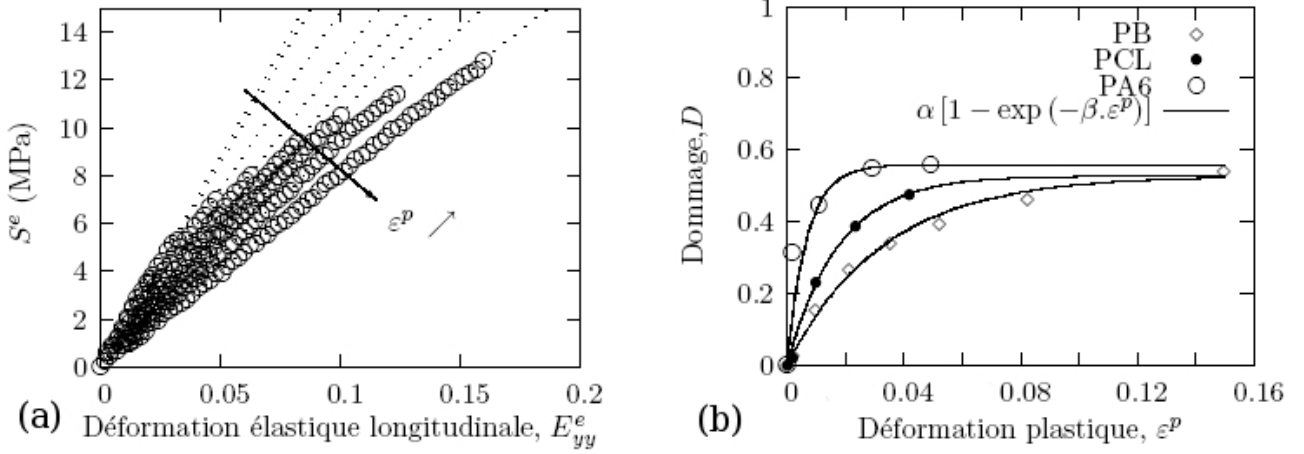 14
12
10
8
6
4
2
0
S^e (MPa)
ε^p ↗
0 0.05 0.1 0.15 0.2
(a) Déformation élastique longitudinale, E^e_yy
1
0.8
0.6
0.4
0.2
0
Dommage,D
PB
PCL
PA6
α [1 − exp (−β.ε^p)]
0 0.04 0.08 0.12 0.16
(b) Déformation plastique, ε^p